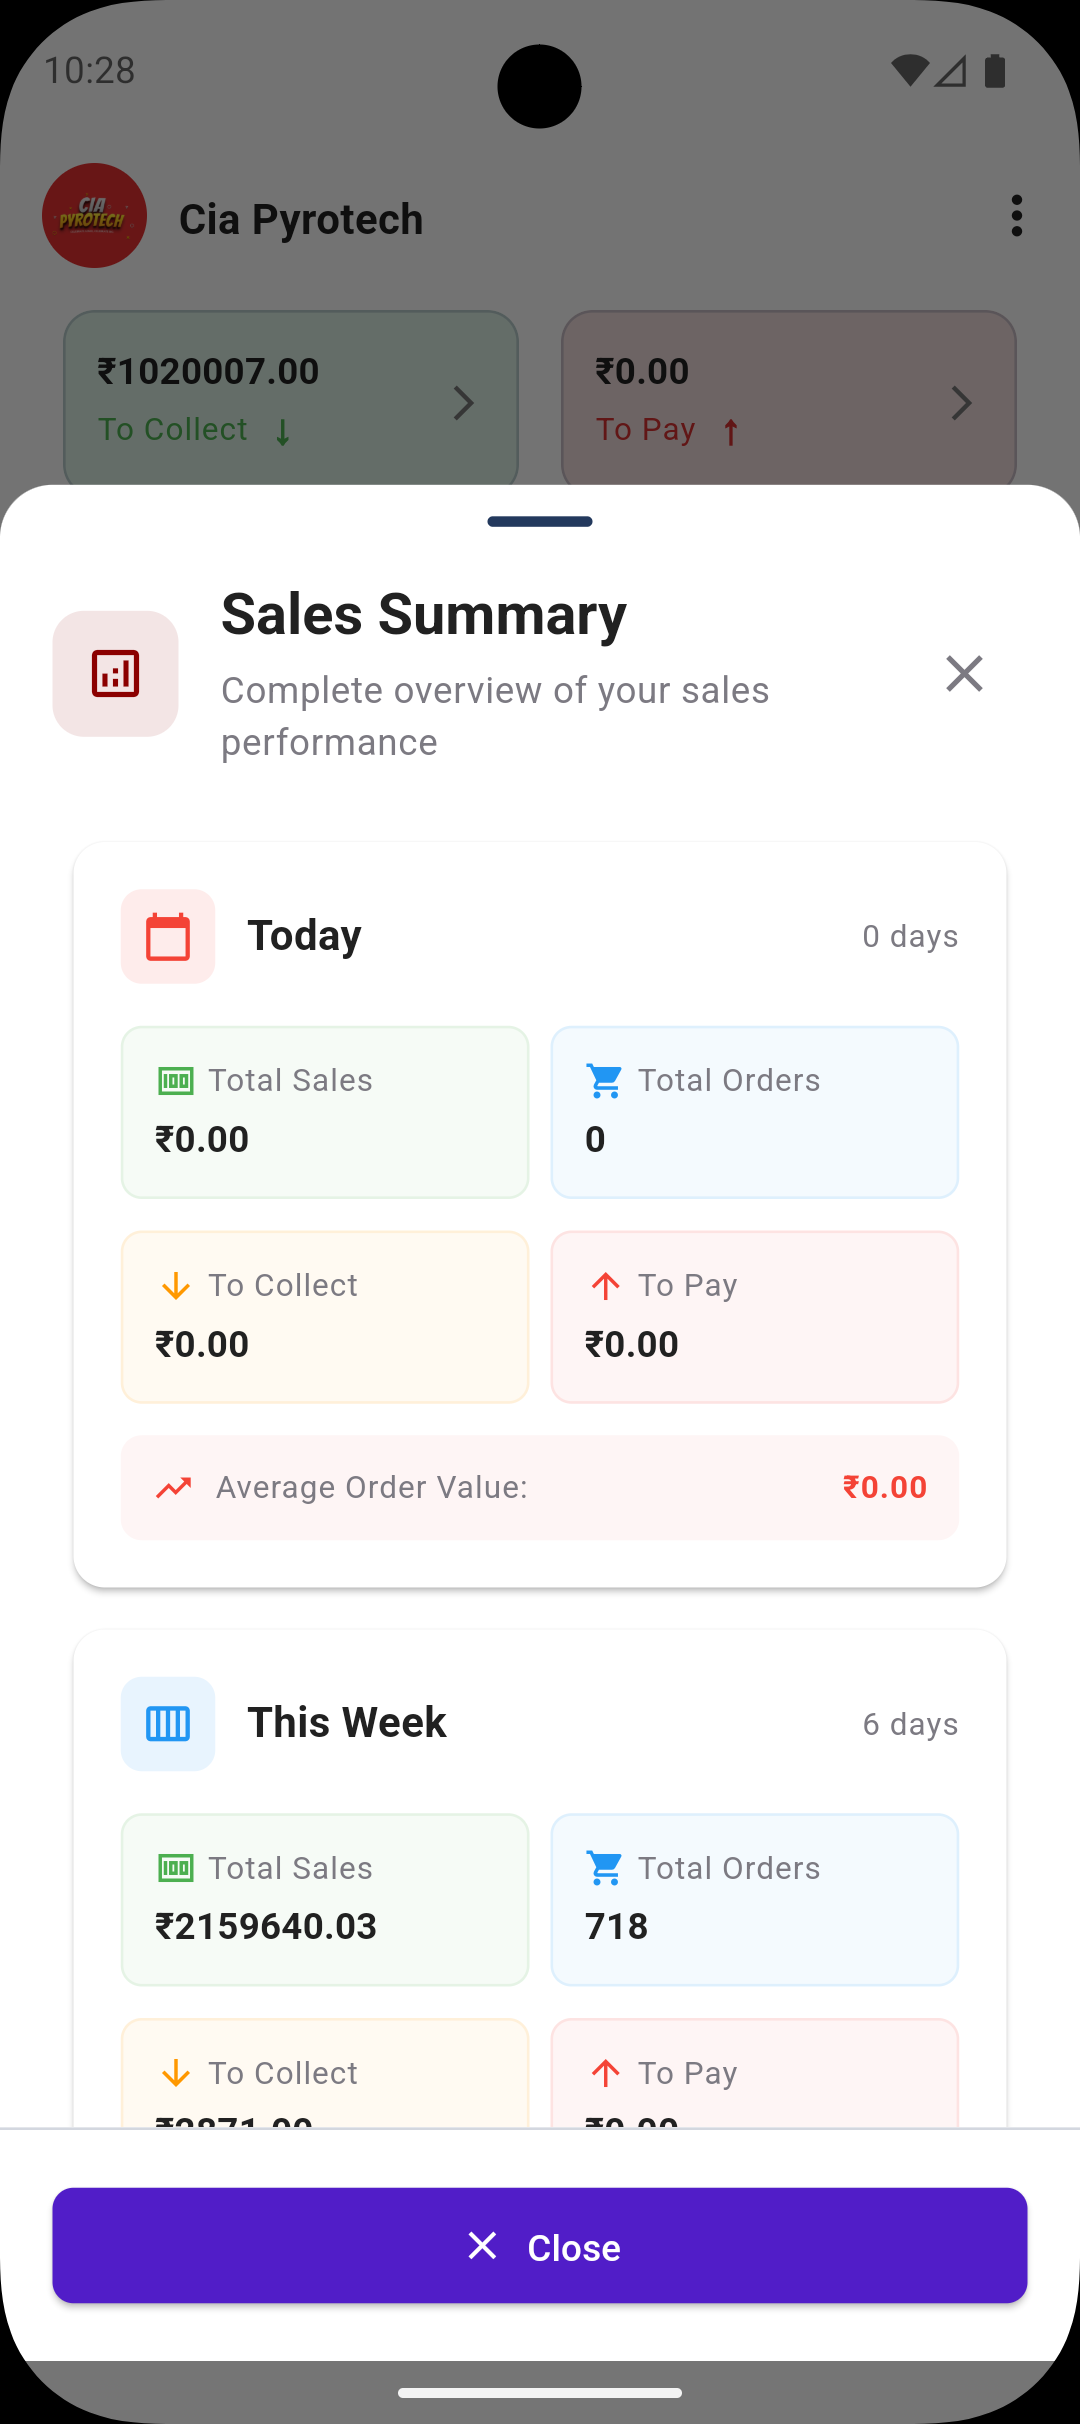 10:28
CIA
PYROTECH
Cia Pyrotech
₹1020007.00
₹0.00
To Collect ↓
To Pay ↑
Sales Summary
Complete overview of your sales
performance
Today
0 days
Total Sales
Total Orders
₹0.00
0
To Collect
To Pay
₹0.00
₹0.00
Average Order Value:
₹0.00
This Week
6 days
Total Sales
Total Orders
₹2159640.03
718
To Collect
To Pay
₹0.00
Close